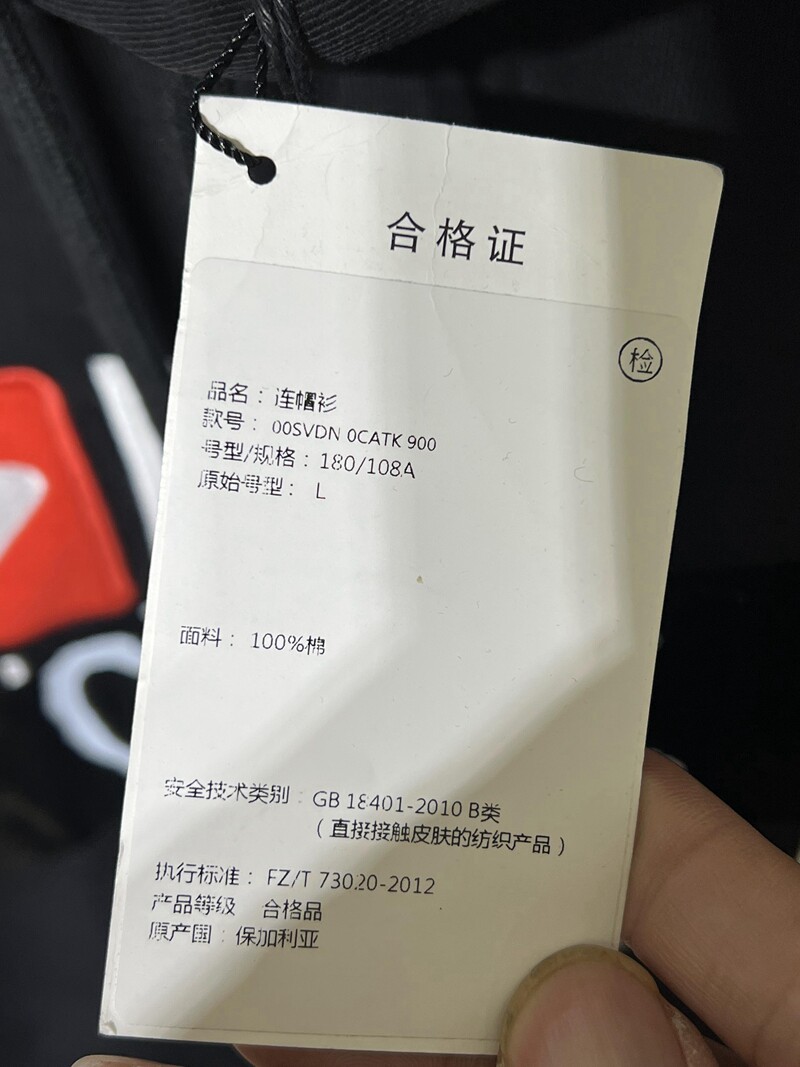 合格证
检
品名：连帽衫
款号：00SVDN 0CATK 900
号型/规格：180/108A
原始号型： L
面料： 100%棉
安全技术类别：GB 18401-2010 B类
（直接接触皮肤的纺织产品）
执行标准：FZ/T 73020-2012
产品等级 合格品
原产国：保加利亚